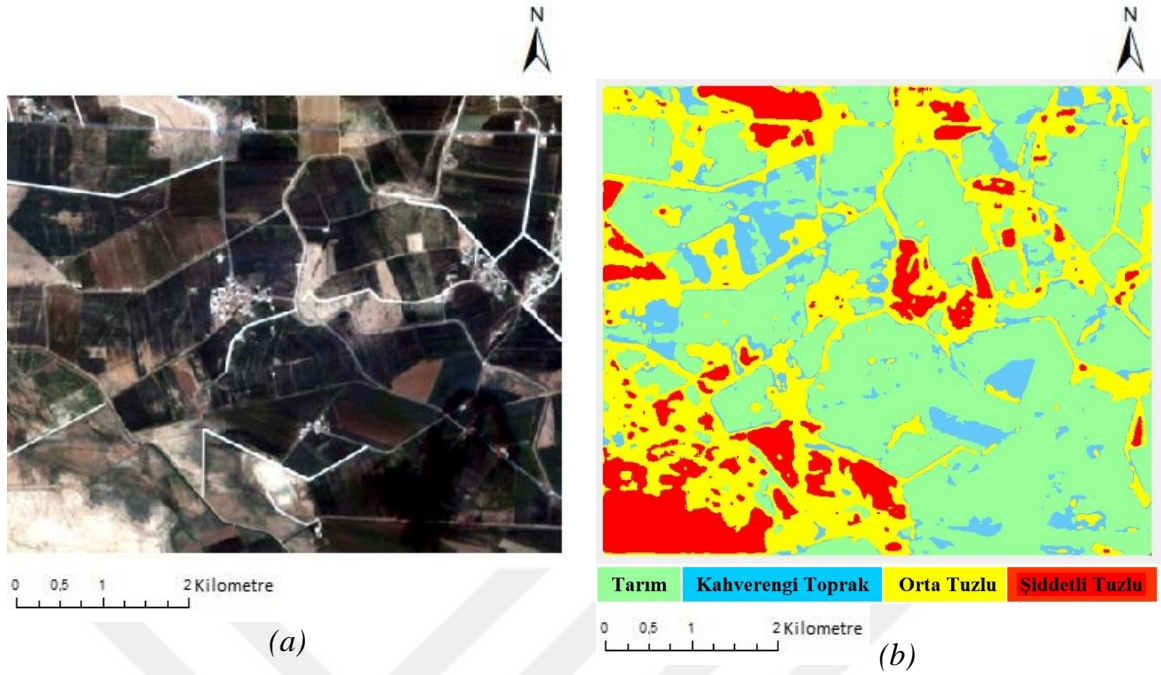 N
N
0 0,5 1 2 Kilometre
(a)
Tarım Kahverengi Toprak Orta Tuzlu Şiddetli Tuzlu
0 0,5 1 2 Kilometre
(b)